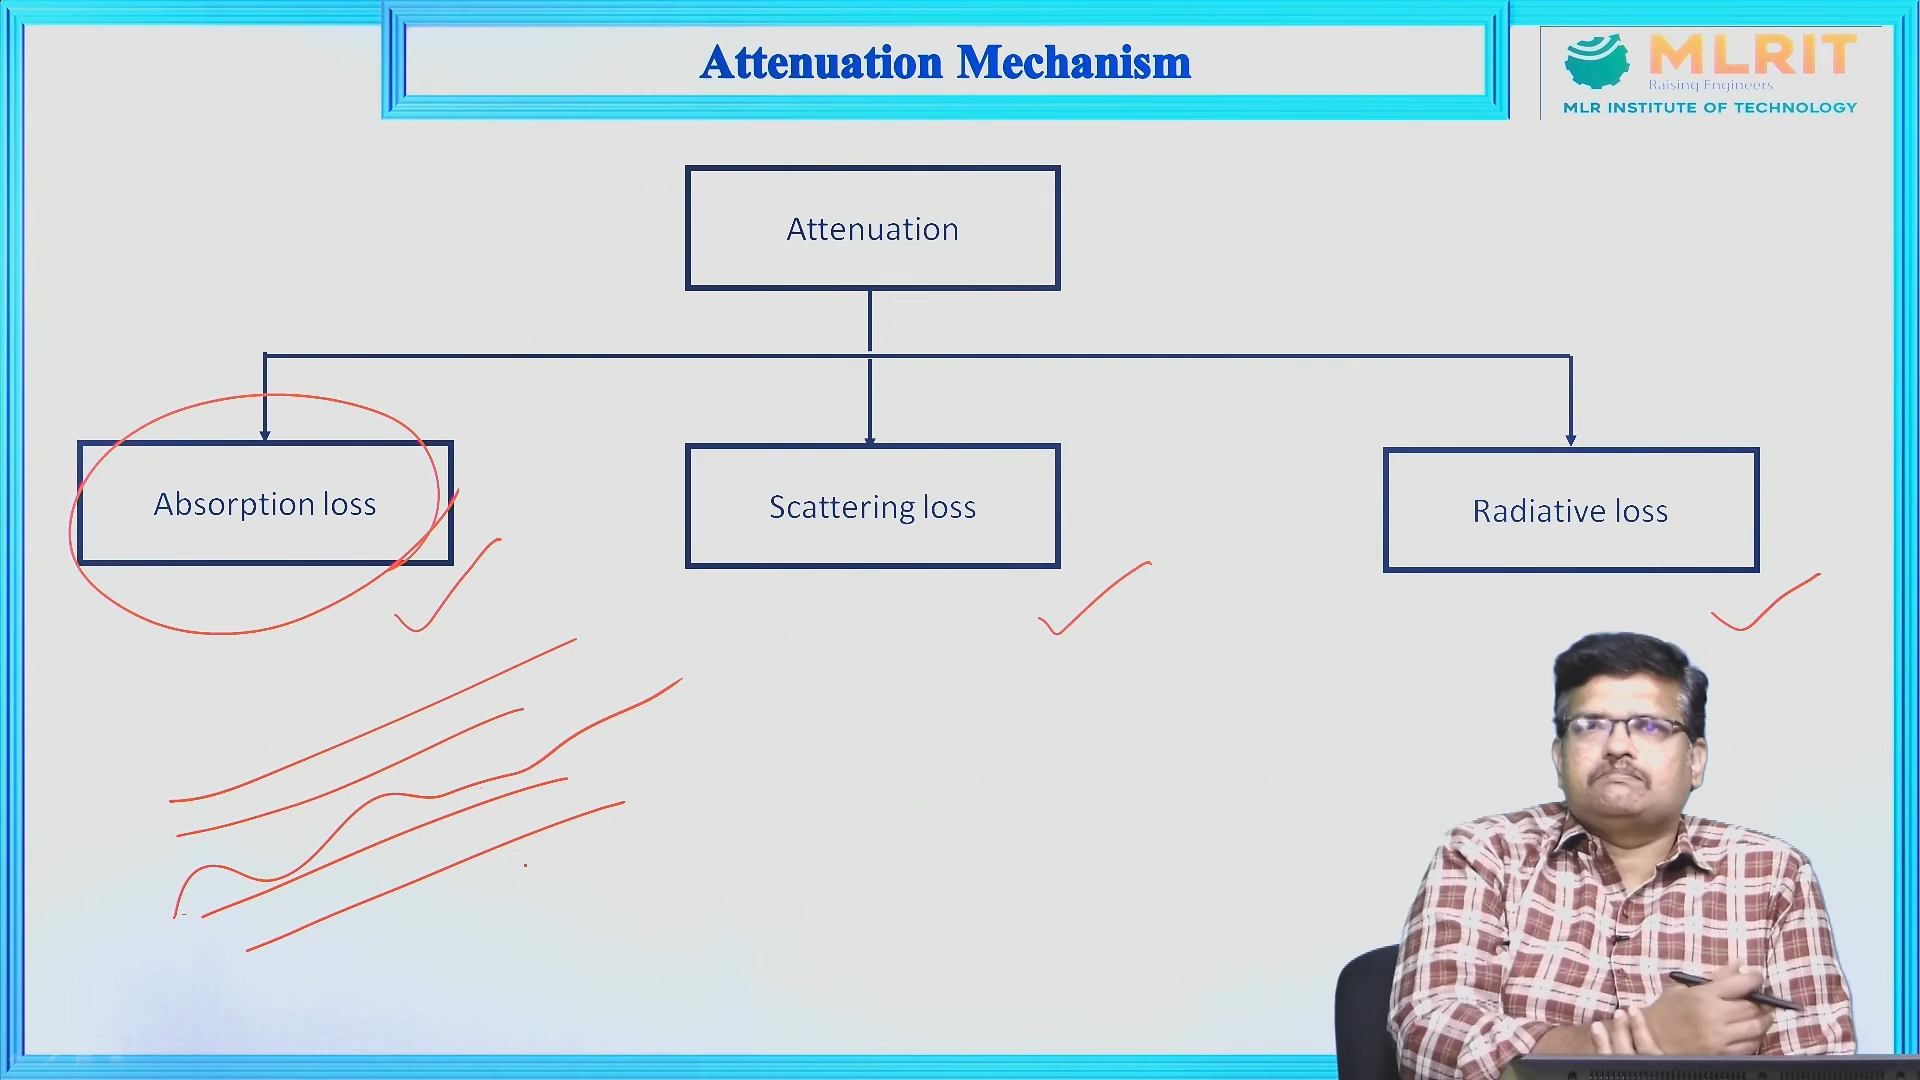 Attenuation Mechanism
MLRIT
Raising Engineers
MLR INSTITUTE OF TECHNOLOGY
Attenuation
Absorption loss
Scattering loss
Radiative loss